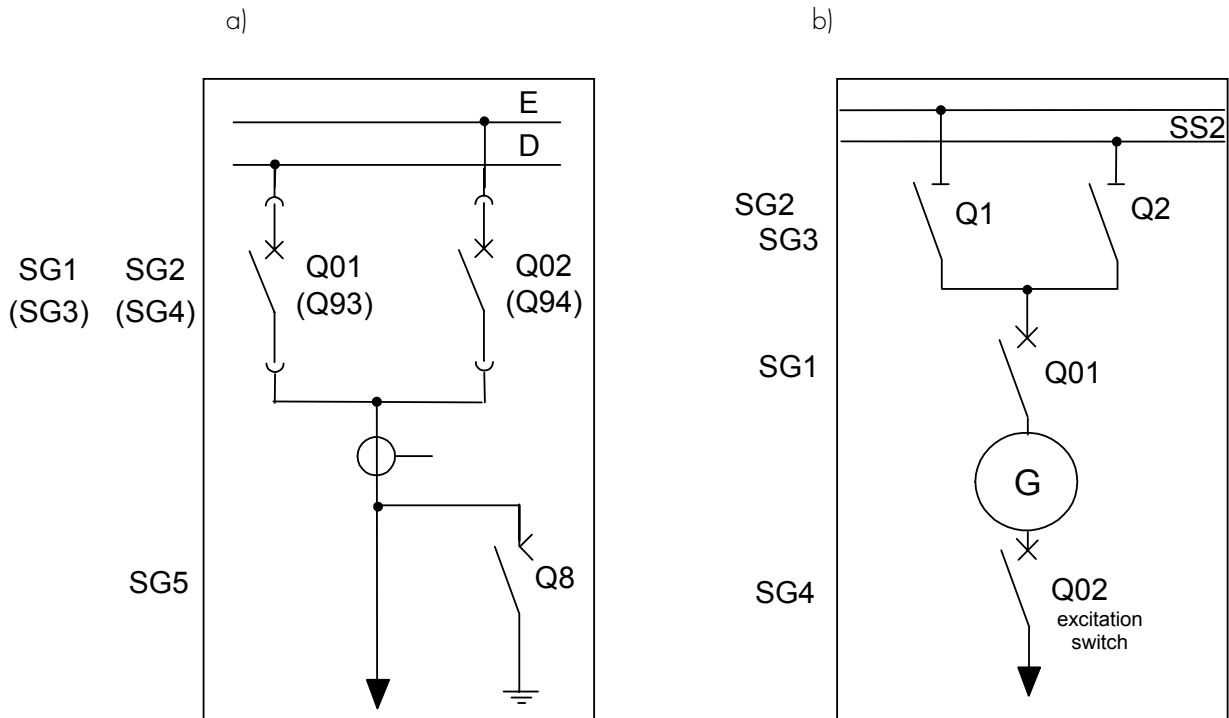 a)
E
D
SG1 SG2 Q01 Q02
(SG3) (SG4) (Q93) (Q94)
SG5 Q8
b)
SS2
SG2 Q1 Q2
SG3
SG1 Q01
G
SG4 Q02
excitation
switch